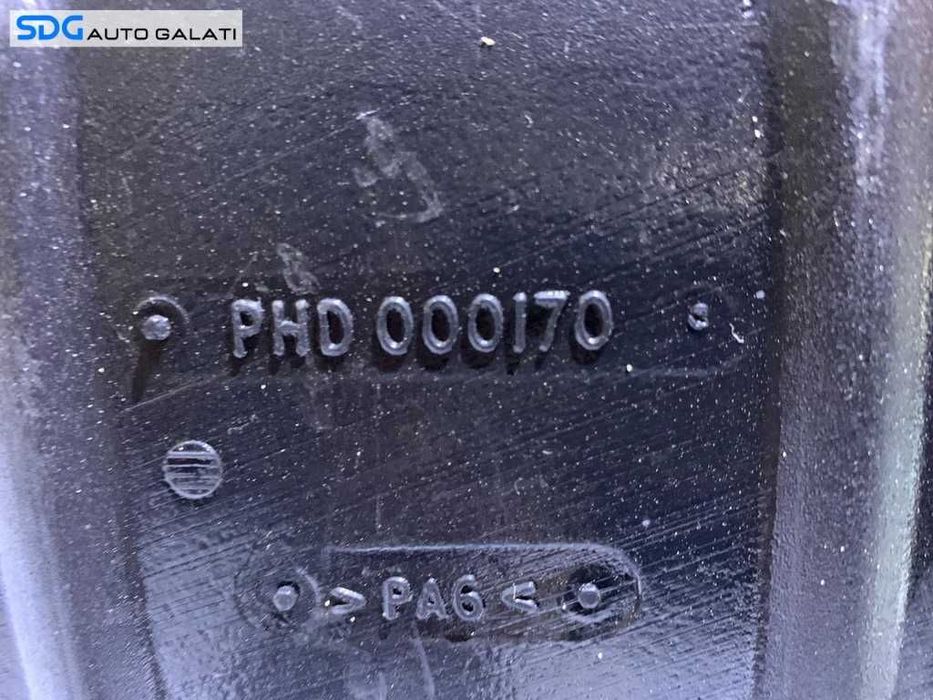 SDG AUTO GALATI
PHD 000170
> PA6 <